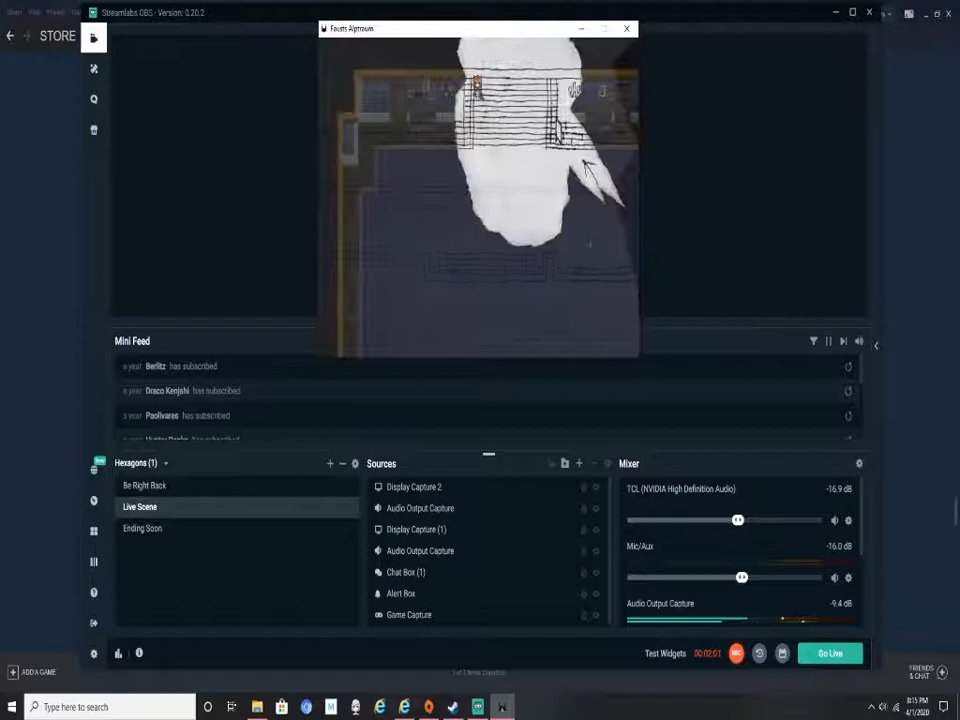 Streamlabs OBS - Version: 0.20.2
STORE
Fausts Alptraum
Mini Feed
a year Berlitz has subscribed
Draco Kenjahi has subscribed
Paolivares has subscribed
Hexagons (1)
Sources
Mixer
Be Right Back
Live Scene
Ending Soon
Display Capture 2
Audio Output Capture
Display Capture (1)
Audio Output Capture
Chat Box (1)
Alert Box
Game Capture
TCL (NVIDIA High Definition Audio)
-16.9 dB
Mic/Aux
-16.0 dB
Audio Output Capture
-9.4 dB
Test Widgets
00:02:01
REC
Go Live
ADD A GAME
FRIENDS
& CHAT
Type here to search
8:15 PM
4/1/2020